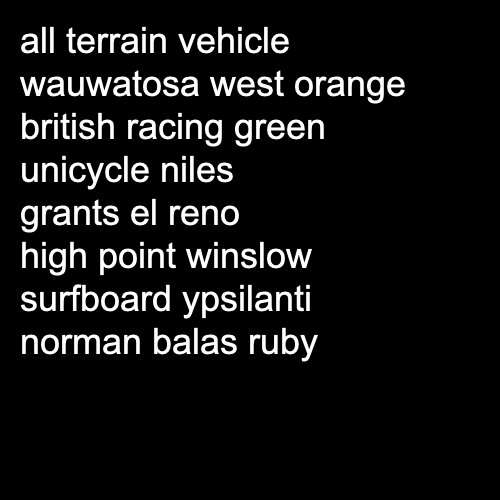 all terrain vehicle
wauwatosa west orange
british racing green
unicycle niles
grants el reno
high point winslow
surfboard ypsilanti
norman balas ruby